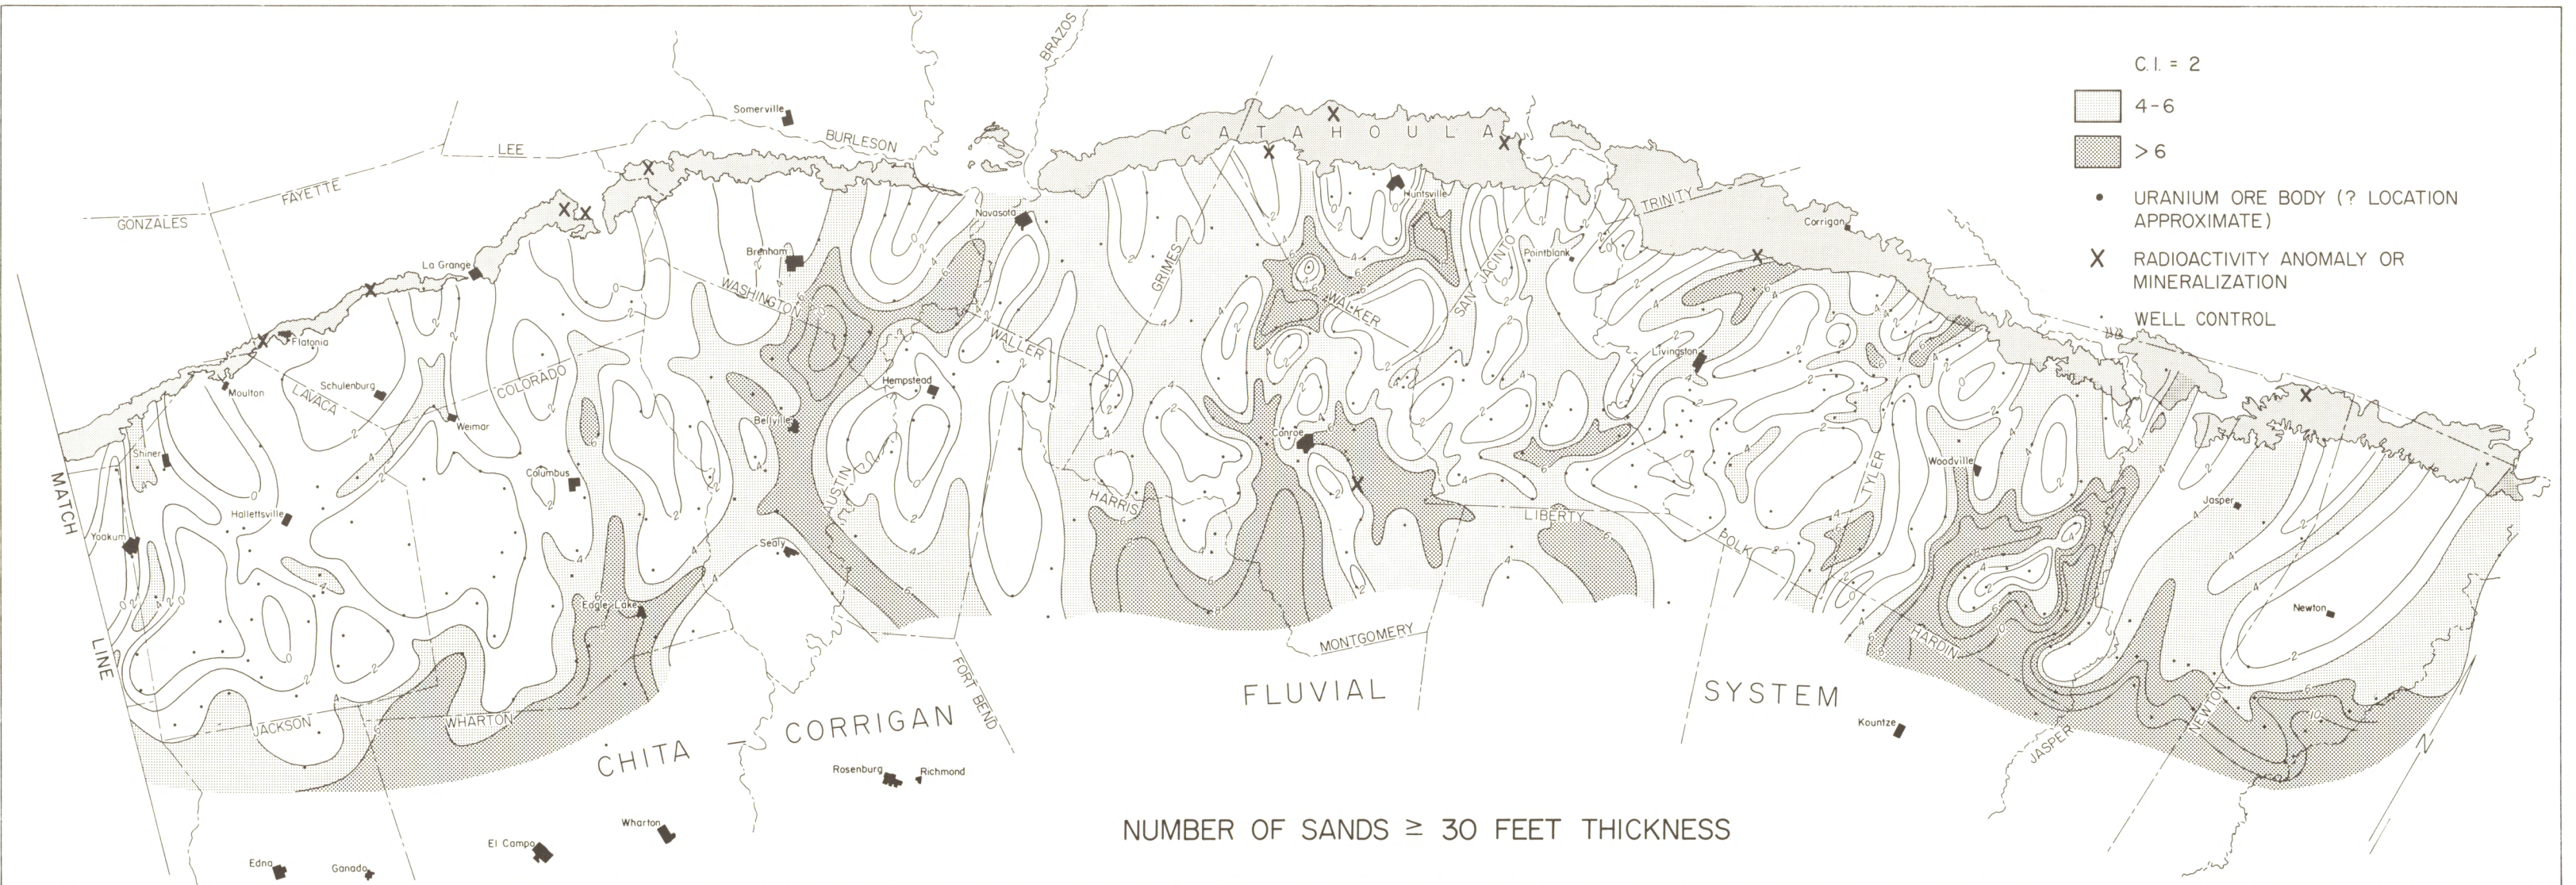 C.I. = 2
4-6
>6
URANIUM ORE BODY (? LOCATION
APPROXIMATE)
X RADIOACTIVITY ANOMALY OR
MINERALIZATION
WELL CONTROL
BRAZOS
Somerville
BURLESON
LEE
FAYETTE
GONZALES
CATAHOULA
Huntsville
TRINITY
Corrigan
Navasota
Brenham
La Grange
WASHINGTON
GRIMES
WALKER
SAN JACINTO
Pointblank
Flatonia
WALLER
Livingston
Moulton
Schulenburg
LAVACA
COLORADO
Hempstead
Weimar
Bellville
Conroe
Shiner
Columbus
AUSTIN
HARRIS
TYLER
Woodville
MATCH
LINE
Hallettsville
Yoakum
Sealy
LIBERTY
POLK
Jasper
Eagle Lake
Newton
HARDIN
MONTGOMERY
FORT BEND
JACKSON
WHARTON
CHITA - CORRIGAN
FLUVIAL
SYSTEM
Kountze
JASPER
NEWTON
N
Rosenburg
Richmond
Wharton
El Campo
Edna
Ganado
NUMBER OF SANDS ≥ 30 FEET THICKNESS